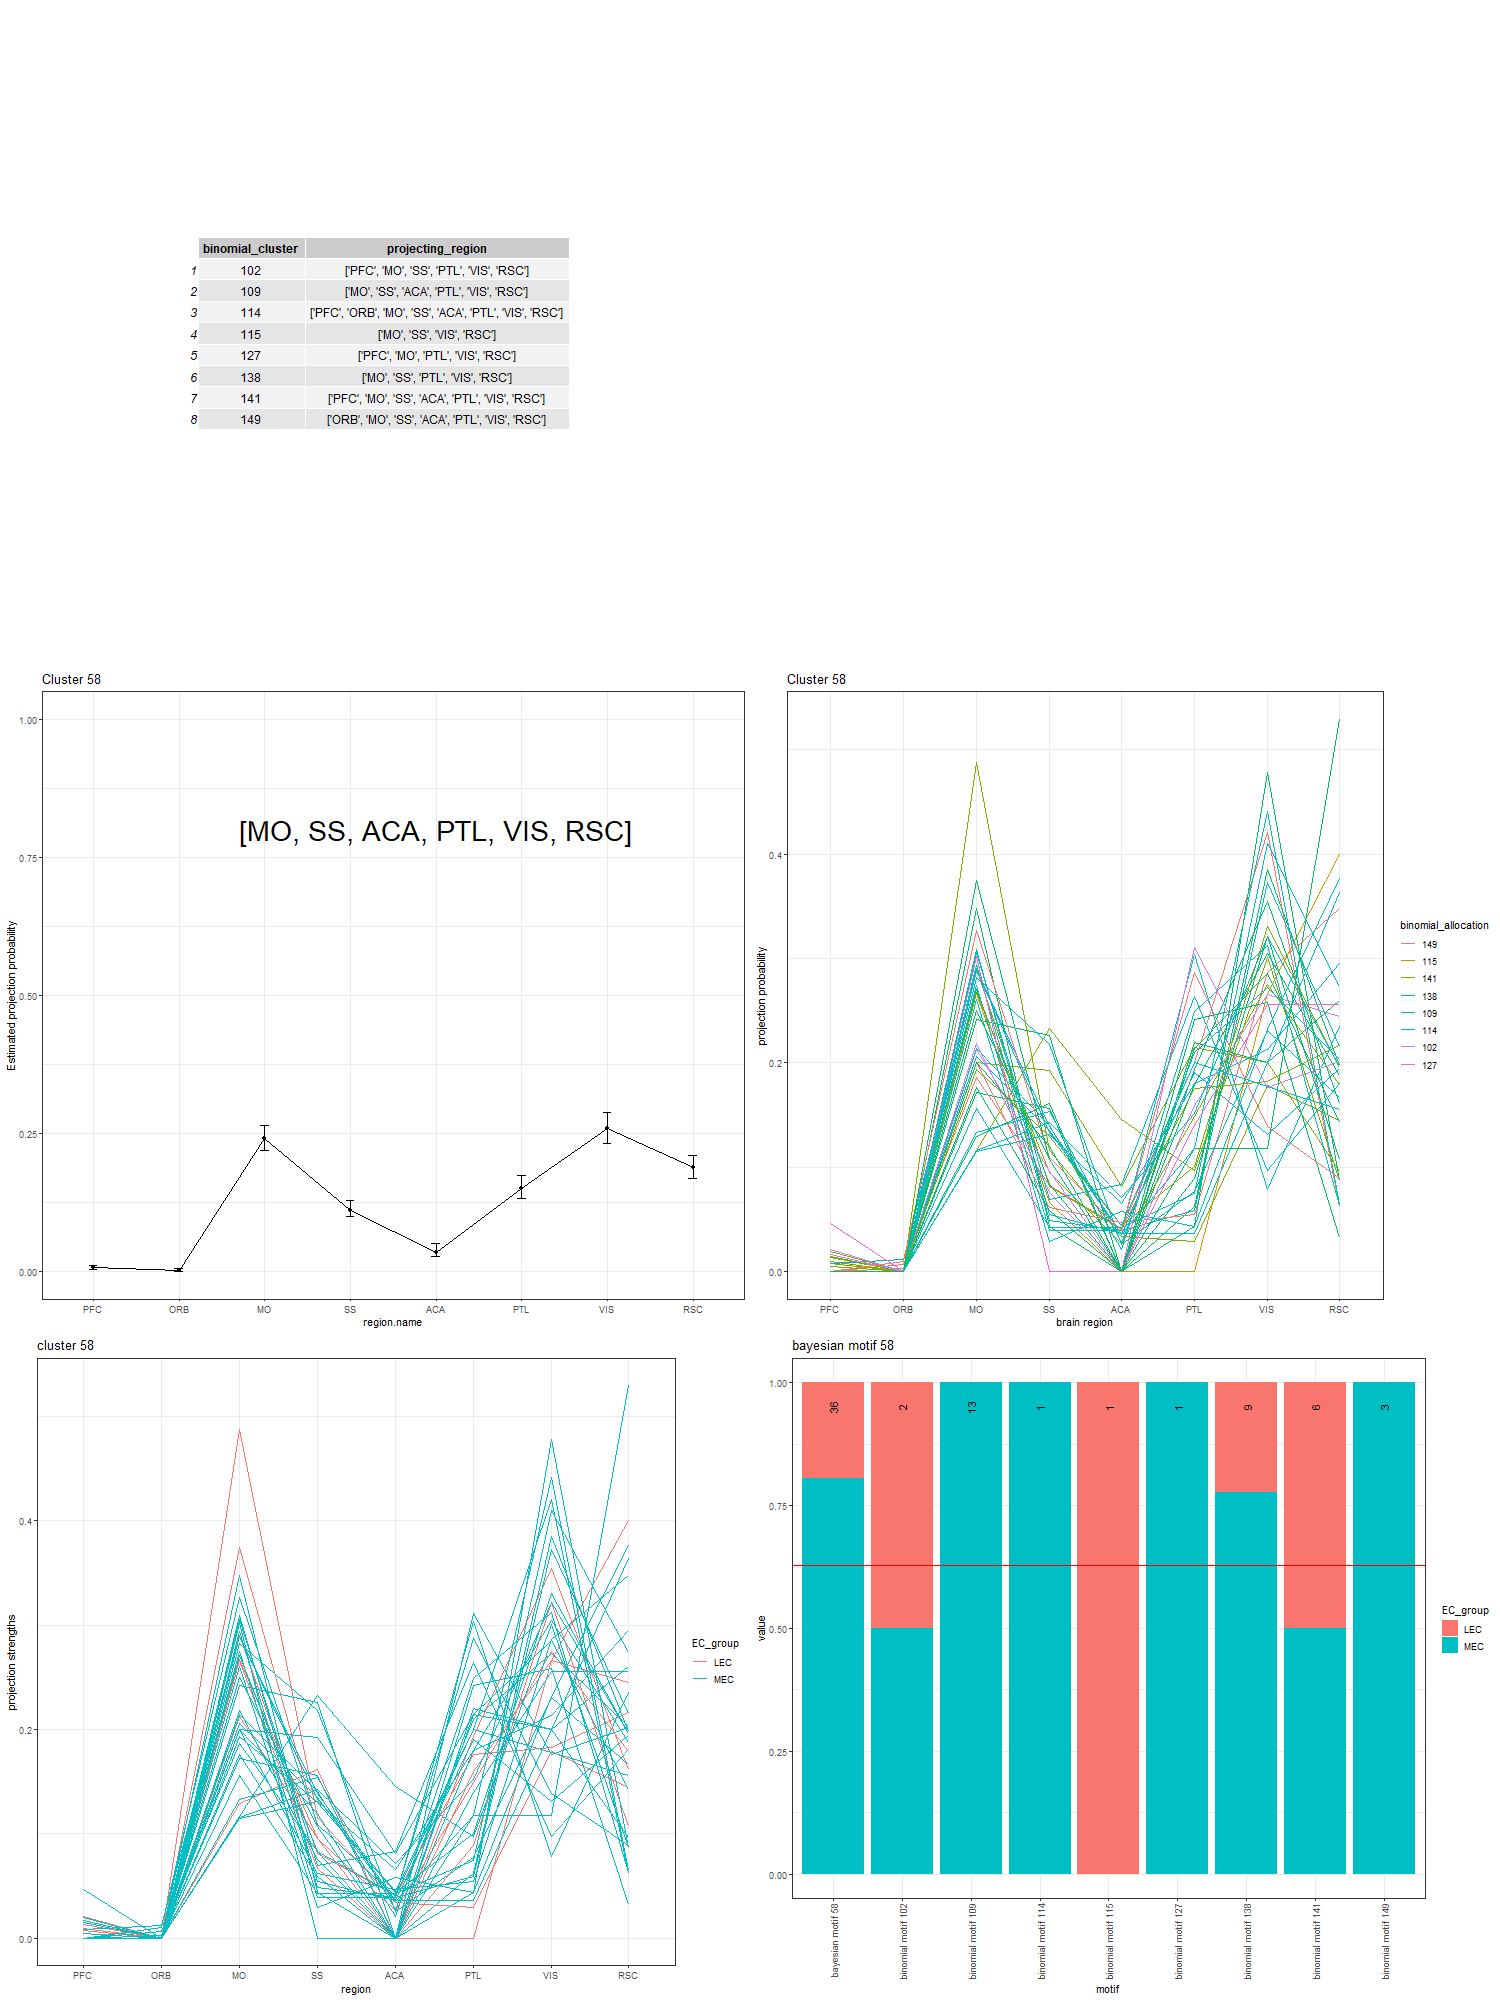 binomial_cluster projecting_region
1 102 ['PFC', 'MO', 'SS', 'PTL', 'VIS', 'RSC']
2 109 ['MO', 'SS', 'ACA', 'PTL', 'VIS', 'RSC']
3 114 ['PFC', 'ORB', 'MO', 'SS', 'ACA', 'PTL', 'VIS', 'RSC']
4 115 ['MO', 'SS', 'VIS', 'RSC']
5 127 ['PFC', 'MO', 'PTL', 'VIS', 'RSC']
6 138 ['MO', 'SS', 'PTL', 'VIS', 'RSC']
7 141 ['PFC', 'MO', 'SS', 'ACA', 'PTL', 'VIS', 'RSC']
8 149 ['ORB', 'MO', 'SS', 'ACA', 'PTL', 'VIS', 'RSC']
Cluster 58
Estimated projection probability
1.00
0.75
0.50
0.25
0.00
[MO, SS, ACA, PTL, VIS, RSC]
PFC ORB MO SS ACA PTL VIS RSC
region.name
Cluster 58
projection probability
0.4
0.2
0.0
PFC ORB MO SS ACA PTL VIS RSC
brain region
binomial_allocation
149
115
141
138
109
114
102
127
cluster 58
projection strengths
0.4
0.2
0.0
PFC ORB MO SS ACA PTL VIS RSC
region
EC_group
LEC
MEC
bayesian motif 58
value
1.00
0.75
0.50
0.25
0.00
36 2 13 1 1 1 9 6 3
bayesian motif 58
binomial motif 102
binomial motif 109
binomial motif 114
binomial motif 115
binomial motif 127
binomial motif 138
binomial motif 141
binomial motif 149
motif
EC_group
LEC
MEC